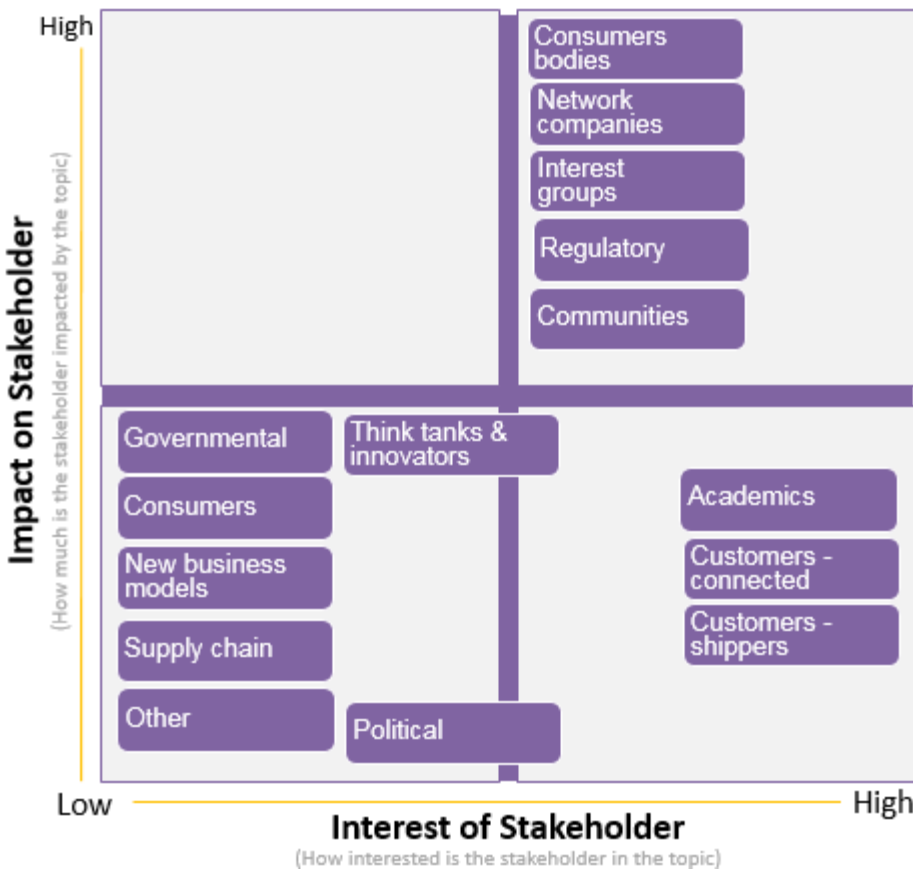 High
Impact on Stakeholder
(How much is the stakeholder impacted by the topic)
Consumers
bodies
Network
companies
Interest
groups
Regulatory
Communities
Governmental
Think tanks &
innovators
Consumers
Academics
New business
models
Customers -
connected
Supply chain
Customers -
shippers
Other
Political
Low
High
Interest of Stakeholder
(How interested is the stakeholder in the topic)